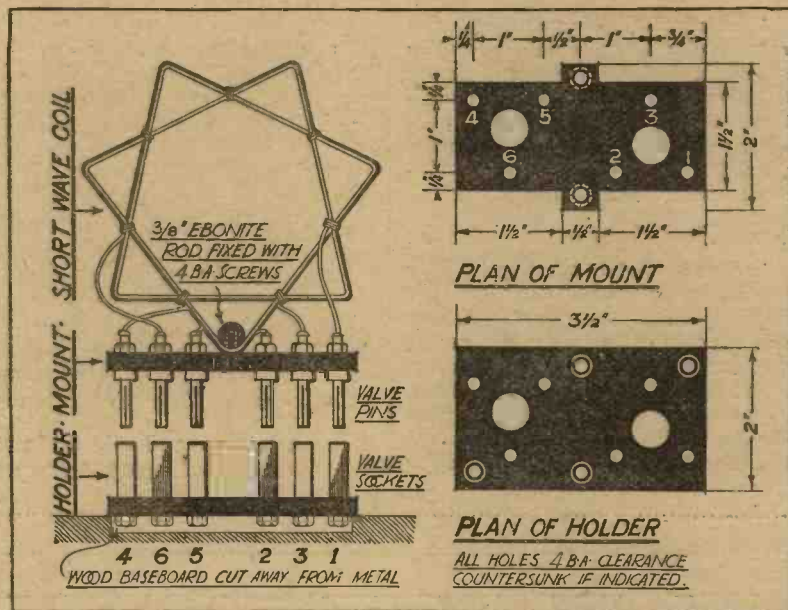 SHORT WAVE COIL
MOUNT·
HOLDER·
3/8" EBONITE
ROD FIXED WITH
4 B·A·SCREWS
VALVE
PINS
VALVE
SOCKETS
4 6 5 2 3 1
WOOD BASEBOARD CUT AWAY FROM METAL
1/4 1" 1/2" 1" 3/4"
1/4"
1"
1/4"
4 5 3
6 2 1
1 1/2"
2"
1 1/2" 1/2" 1 1/2"
PLAN OF MOUNT
3 1/2"
2"
PLAN OF HOLDER
ALL HOLES 4 B·A· CLEARANCE
COUNTERSUNK IF INDICATED.